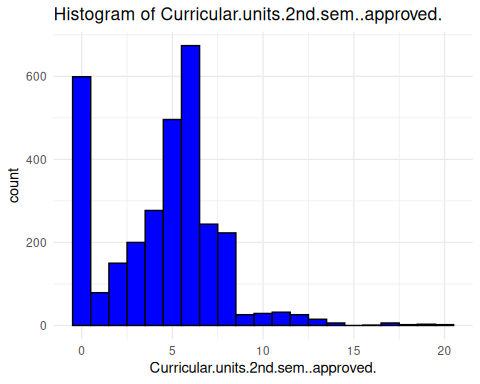 Histogram of Curricular.units.2nd.sem..approved.
600
400
200
0
count
0 5 10 15 20
Curricular.units.2nd.sem..approved.